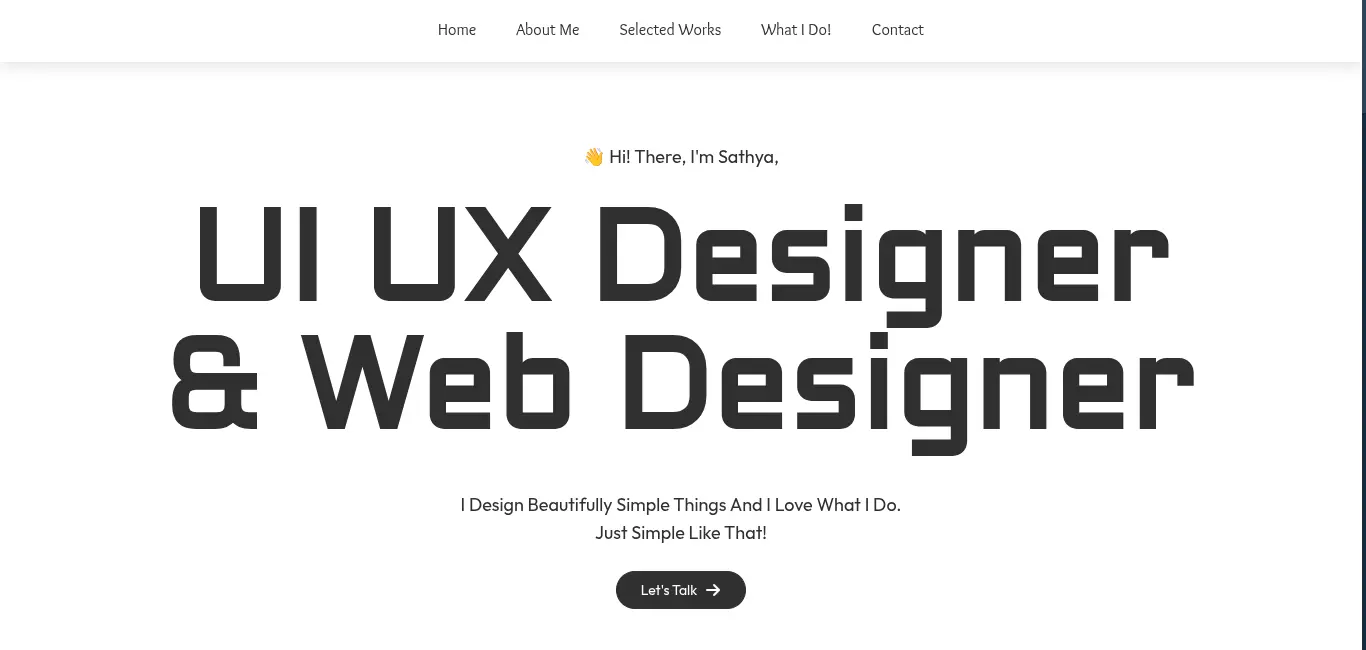 Home About Me Selected Works What I Do! Contact
👋 Hi! There, I'm Sathya,
UI UX Designer
& Web Designer
I Design Beautifully Simple Things And I Love What I Do.
Just Simple Like That!
Let's Talk →